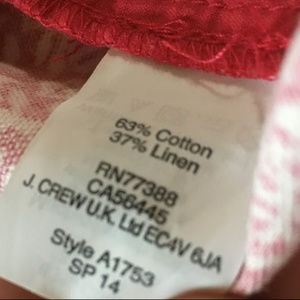 63% Cotton
37% Linen
RN77388
CA56445
J. CREW U.K. Ltd EC4V 6JA
Style A1753
SP 14